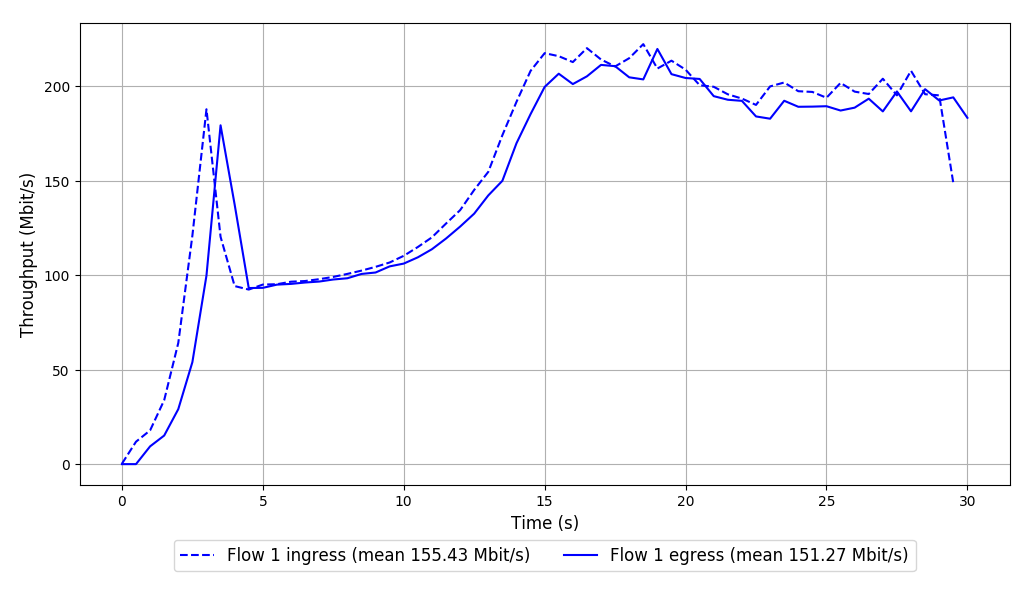 200
150
100
50
0
Throughput (Mbit/s)
0 5 10 15 20 25 30
Time (s)
Flow 1 ingress (mean 155.43 Mbit/s) Flow 1 egress (mean 151.27 Mbit/s)